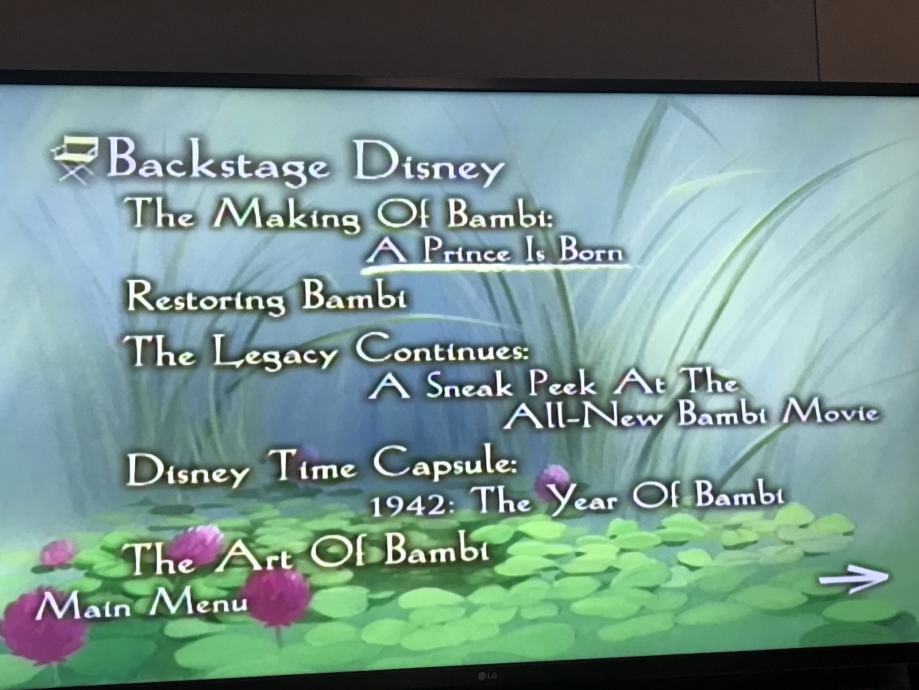 Backstage Disney
The Making Of Bambi:
A Prince Is Born
Restoring Bambi
The Legacy Continues:
A Sneak Peek At The
All-New Bambi Movie
Disney Time Capsule:
1942: The Year Of Bambi
The Art Of Bambi
Main Menu
LG